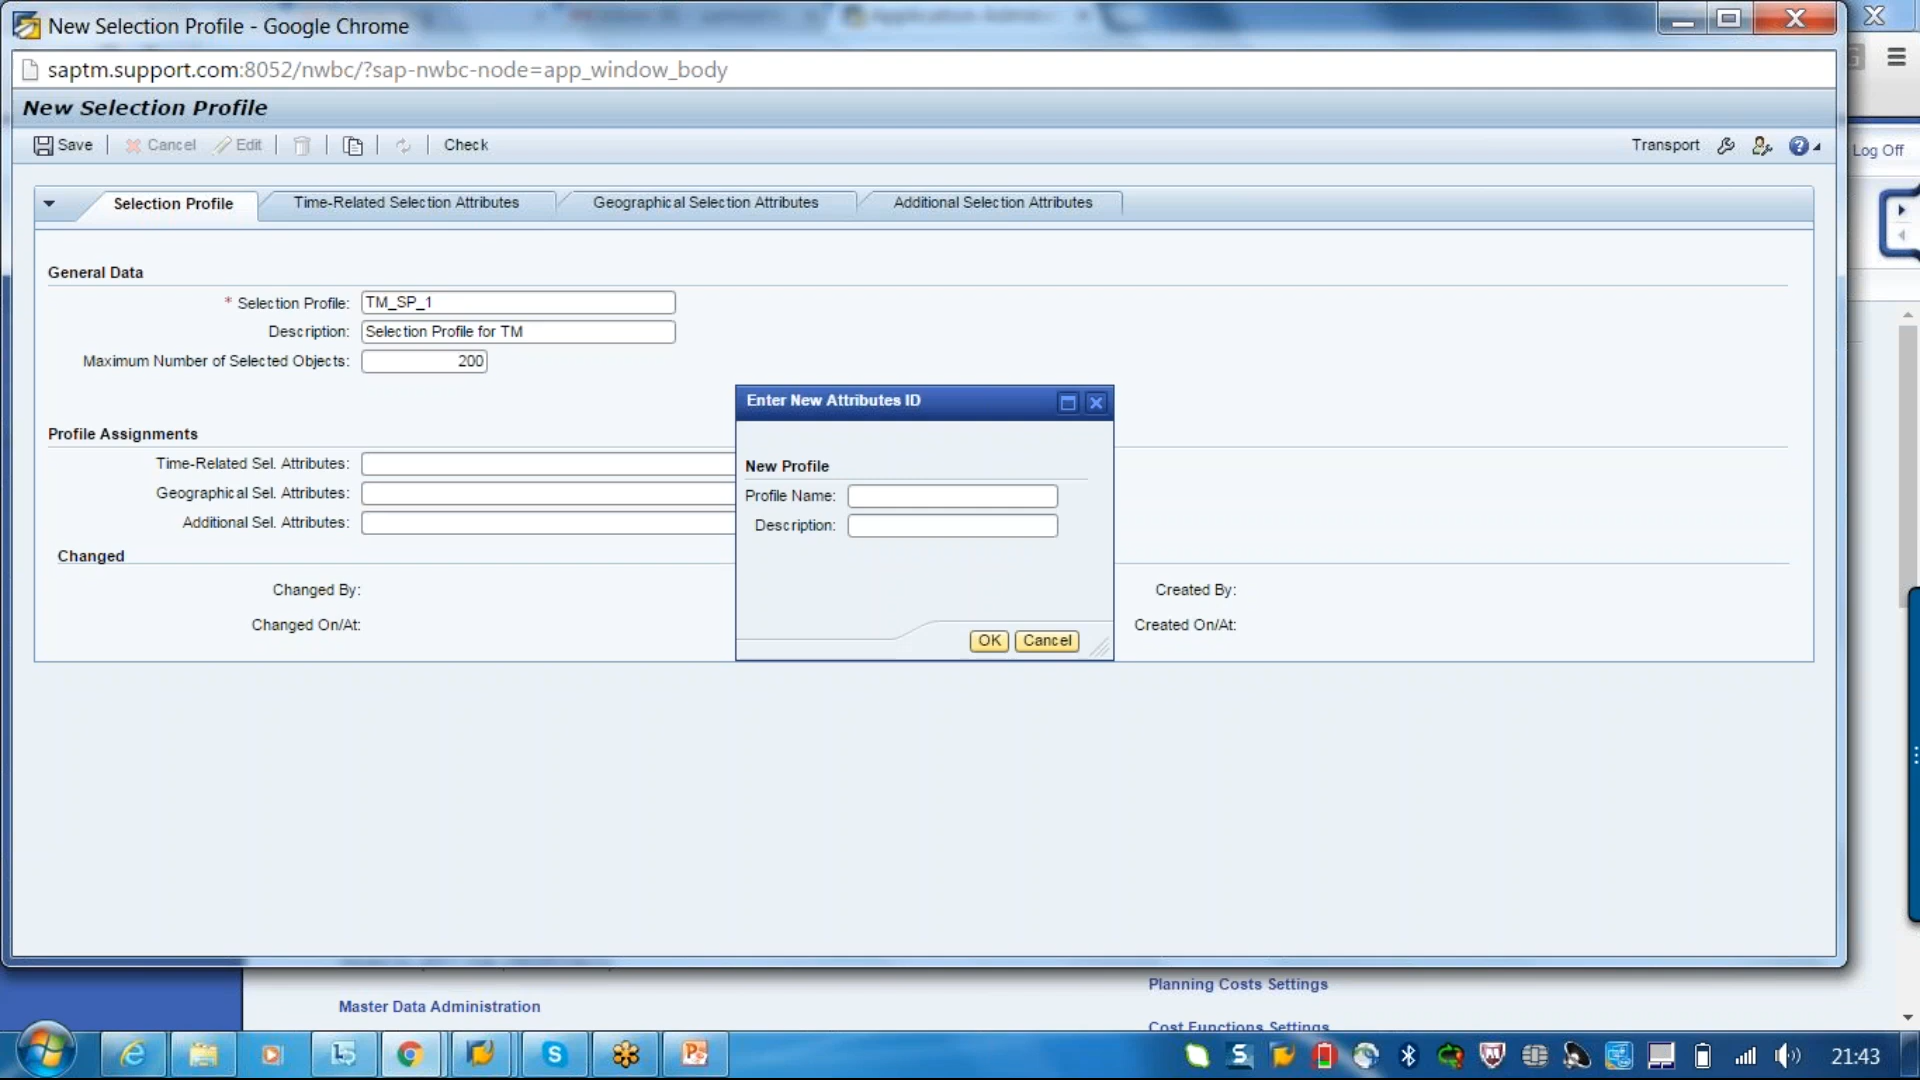 New Selection Profile - Google Chrome
saptm.support.com:8052/nwbc/?sap-nwbc-node=app_window_body
New Selection Profile
Save Cancel Edit Check Transport
Log Off
Selection Profile Time-Related Selection Attributes Geographical Selection Attributes Additional Selection Attributes
General Data
* Selection Profile: TM_SP_1
Description: Selection Profile for TM
Maximum Number of Selected Objects: 200
Enter New Attributes ID
Profile Assignments
Time-Related Sel. Attributes:
New Profile
Geographical Sel. Attributes:
Profile Name:
Additional Sel. Attributes:
Description:
Changed
Changed By:
Created By:
Changed On/At:
Created On/At:
OK Cancel
Planning Costs Settings
Master Data Administration
Cost Functions Settings
21:43